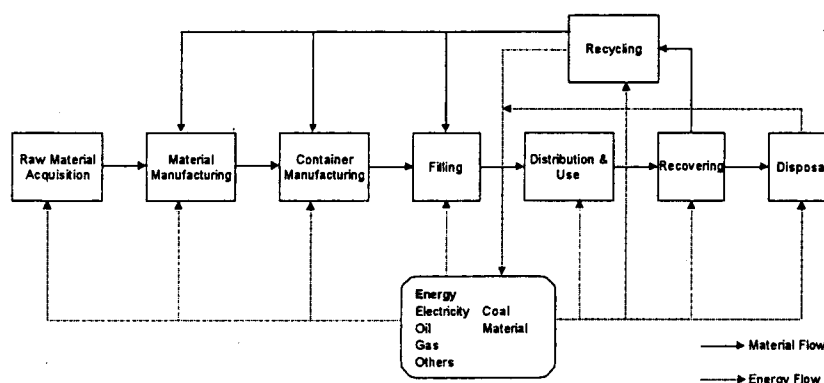 Recycling
Raw Material
Acquisition
Material
Manufacturing
Container
Manufacturing
Filling
Distribution &
Use
Recovering
Disposal
Energy
Electricity Coal
Oil Material
Gas
Others
Material Flow
Energy Flow